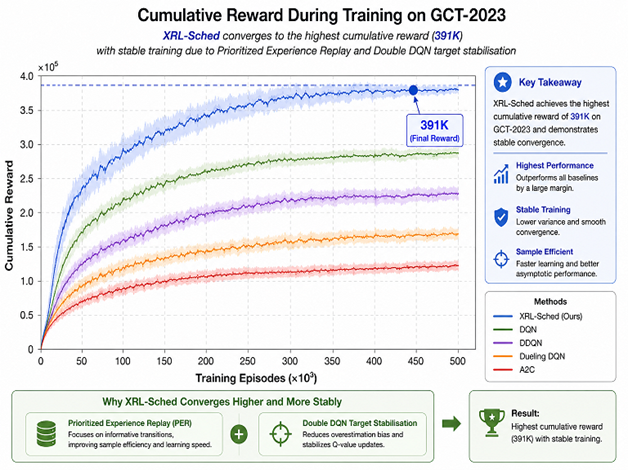 Cumulative Reward During Training on GCT-2023
XRL-Sched converges to the highest cumulative reward (391K)
with stable training due to Prioritized Experience Replay and Double DQN target stabilisation
×10⁵
4.0
3.5
3.0
2.5
2.0
1.5
1.0
0.5
0
Cumulative Reward
0
50
100
150
200
250
300
350
400
450
500
Training Episodes (×10³)
391K
(Final Reward)
Key Takeaway
XRL-Sched achieves the highest
cumulative reward of 391K on
GCT-2023 and demonstrates
stable convergence.
Highest Performance
Outperforms all baselines
by a large margin.
Stable Training
Lower variance and smooth
convergence.
Sample Efficient
Faster learning and better
asymptotic performance.
Methods
XRL-Sched (Ours)
DQN
DDQN
Dueling DQN
A2C
Why XRL-Sched Converges Higher and More Stably
Prioritized Experience Replay (PER)
Focuses on informative transitions,
improving sample efficiency and learning speed.
+
Double DQN Target Stabilisation
Reduces overestimation bias and
stabilizes Q-value updates.
Result:
Highest cumulative reward
(391K) with stable training.